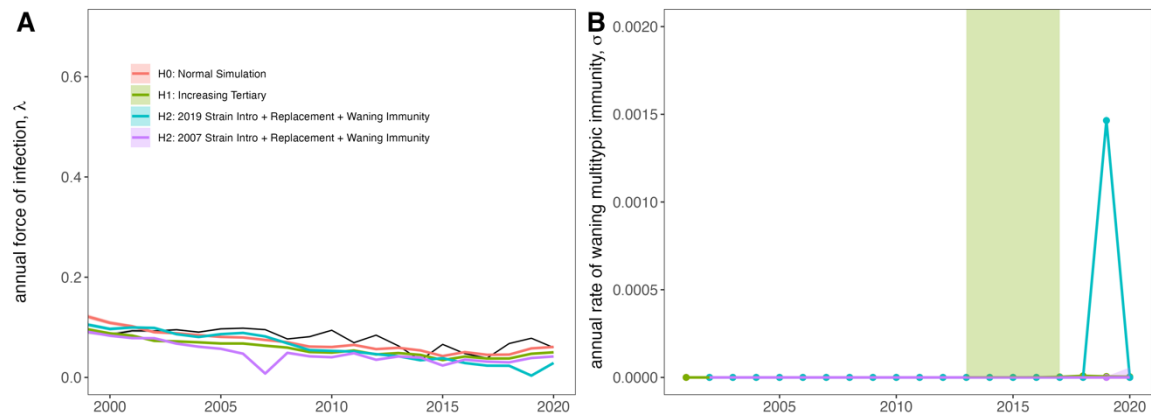 A
annual force of infection, λ
0.6
0.4
0.2
0.0
H0: Normal Simulation
H1: Increasing Tertiary
H2: 2019 Strain Intro + Replacement + Waning Immunity
H2: 2007 Strain Intro + Replacement + Waning Immunity
2000
2005
2010
2015
2020
B
annual rate of waning multitypic immunity, σ
0.0020
0.0015
0.0010
0.0005
0.0000
2005
2010
2015
2020